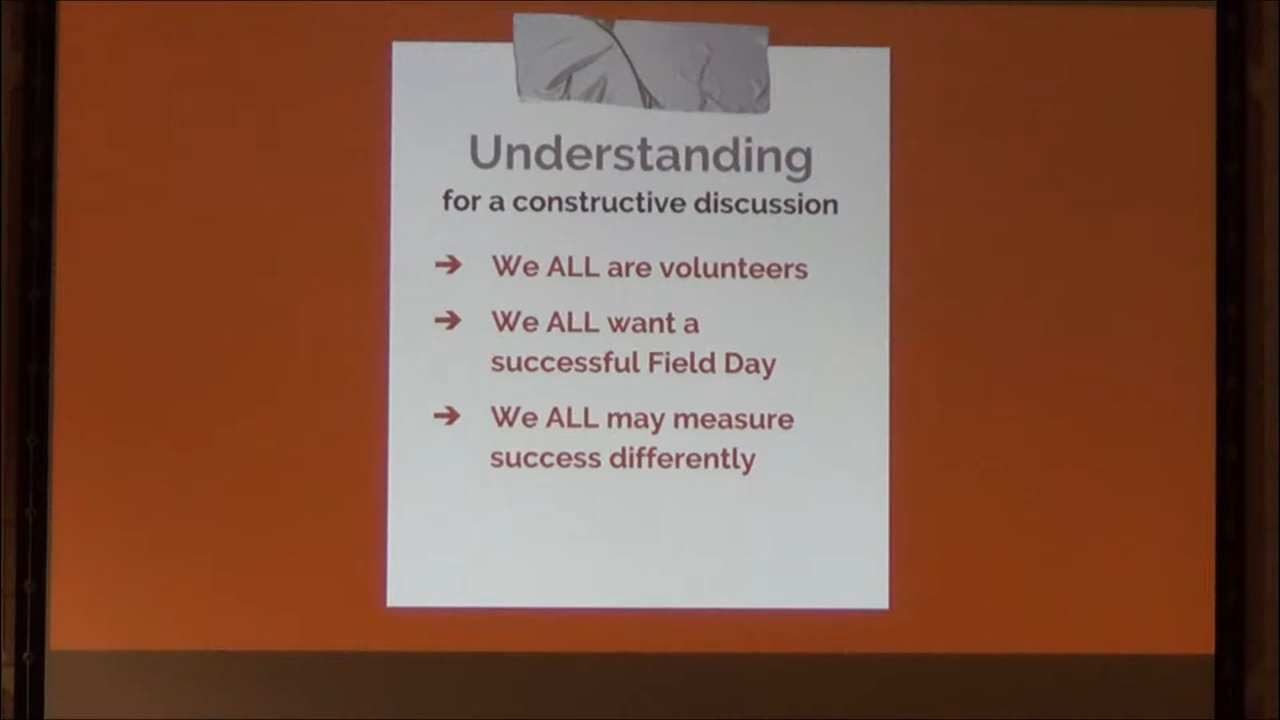 Understanding
for a constructive discussion
➔ We ALL are volunteers
➔ We ALL want a
successful Field Day
➔ We ALL may measure
success differently